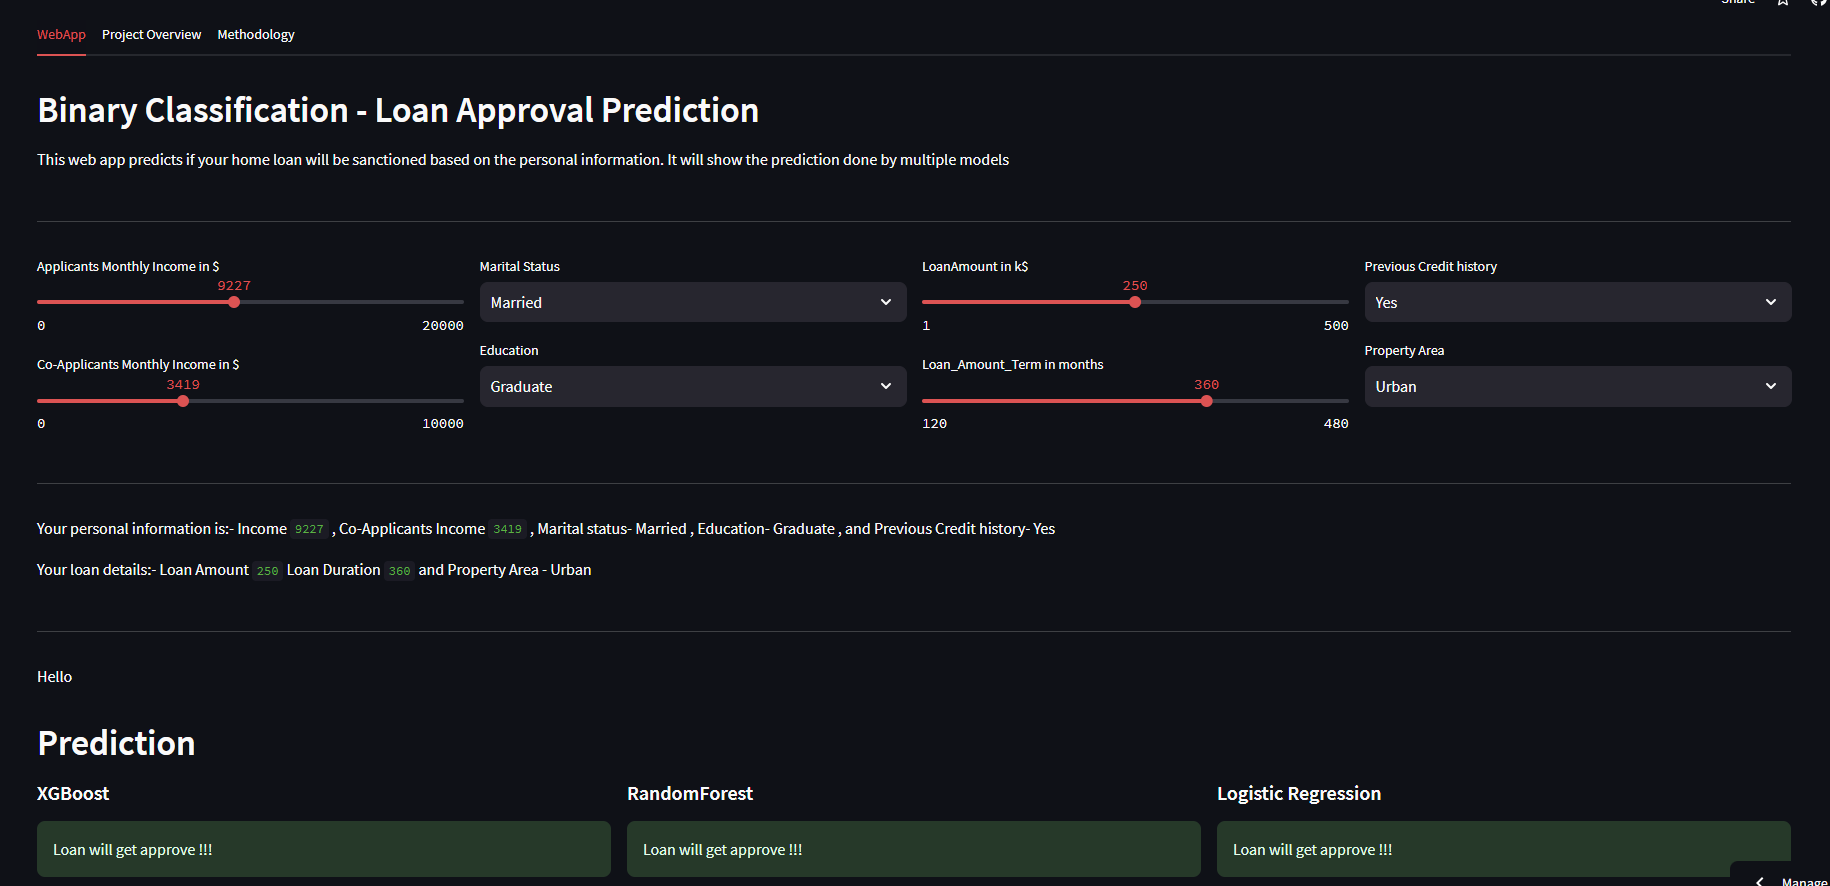 Share
WebApp Project Overview Methodology
Binary Classification - Loan Approval Prediction
This web app predicts if your home loan will be sanctioned based on the personal information. It will show the prediction done by multiple models
Applicants Monthly Income in $
9227
0 20000
Co-Applicants Monthly Income in $
3419
0 10000
Marital Status
Married
Education
Graduate
LoanAmount in k$
250
1 500
Loan_Amount_Term in months
360
120 480
Previous Credit history
Yes
Property Area
Urban
Your personal information is:- Income 9227 , Co-Applicants Income 3419 , Marital status- Married , Education- Graduate , and Previous Credit history- Yes
Your loan details:- Loan Amount 250 Loan Duration 360 and Property Area - Urban
Hello
Prediction
XGBoost
Loan will get approve !!!
RandomForest
Loan will get approve !!!
Logistic Regression
Loan will get approve !!!
Manage